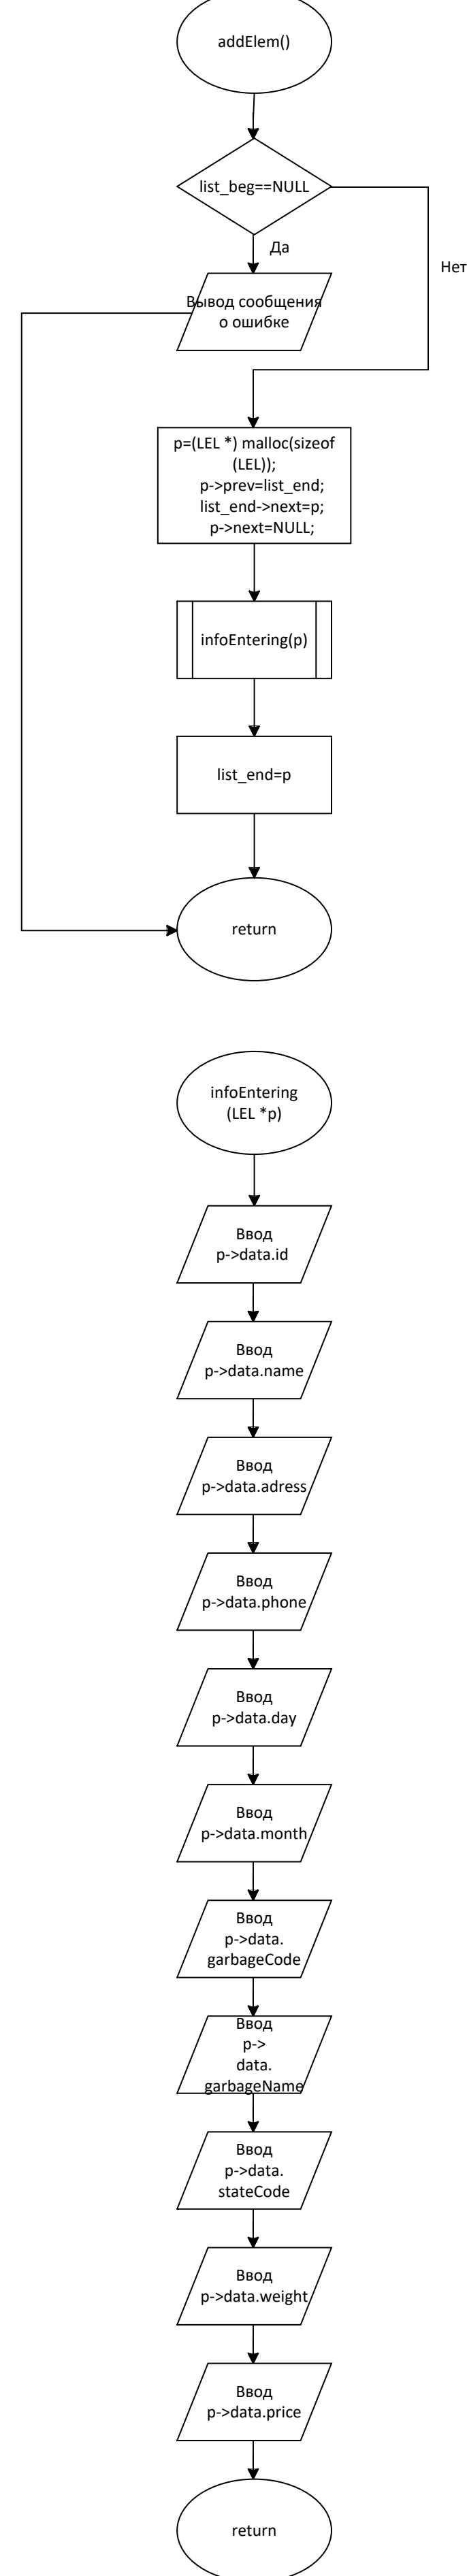 addElem()
list_beg==NULL
Да
Нет
Вывод сообщения
о ошибке
p=(LEL *) malloc(sizeof
(LEL));
p->prev=list_end;
list_end->next=p;
p->next=NULL;
infoEntering(p)
list_end=p
return
infoEntering
(LEL *p)
Ввод
p->data.id
Ввод
p->data.name
Ввод
p->data.adress
Ввод
p->data.phone
Ввод
p->data.day
Ввод
p->data.month
Ввод
p->data.
garbageCode
Ввод
p->
data.
garbageName
Ввод
p->data.
stateCode
Ввод
p->data.weight
Ввод
p->data.price
return